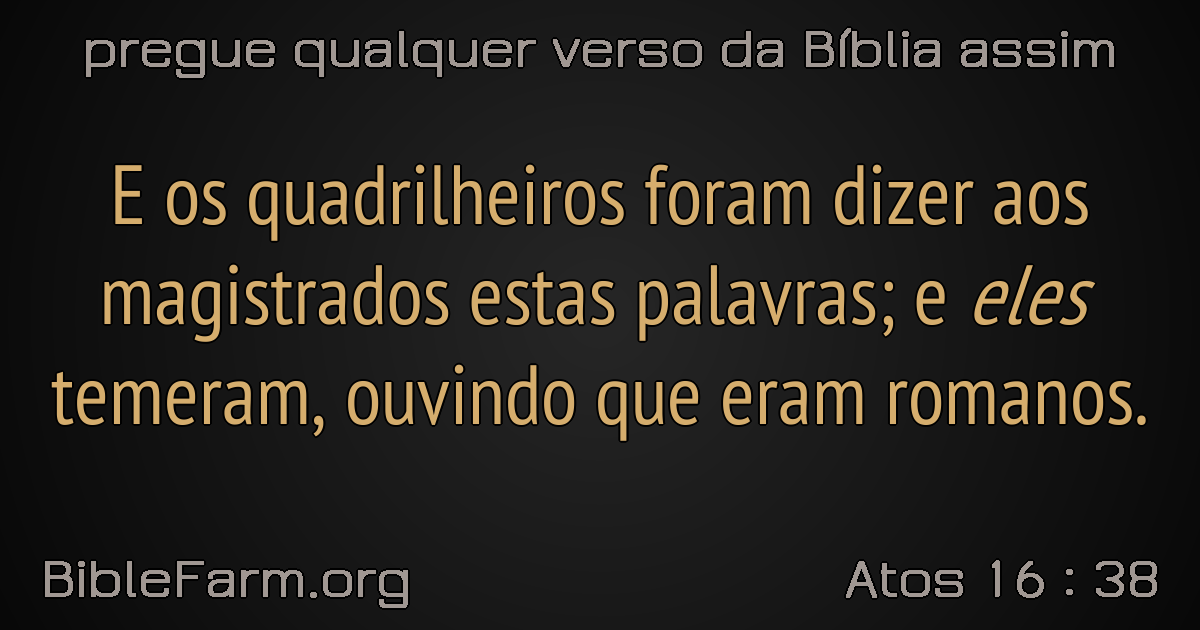 pregue qualquer verso da Bíblia assim
E os quadrilheiros foram dizer aos
magistrados estas palavras; e eles
temeram, ouvindo que eram romanos.
BibleFarm.org
Atos 16 : 38